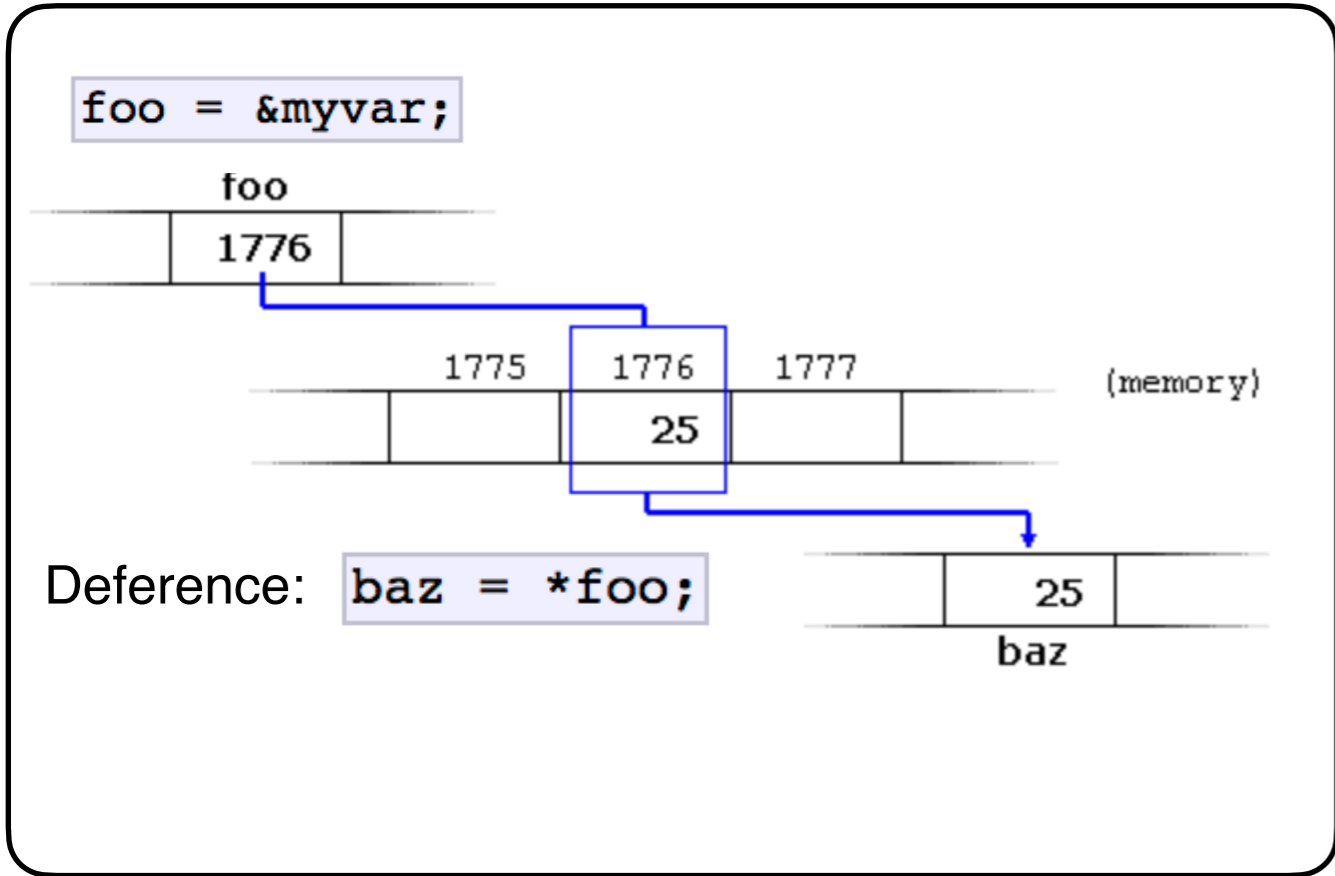 foo = &myvar;
foo
1776
1775 1776 1777
(memory)
25
Deference: baz = *foo;
25
baz